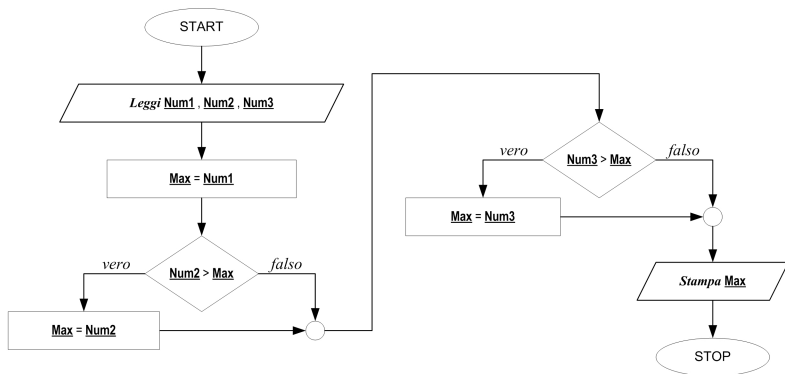 START
Leggi Num1 , Num2 , Num3
Max = Num1
vero
Num2 > Max
falso
Max = Num2
vero
Num3 > Max
falso
Max = Num3
Stampa Max
STOP